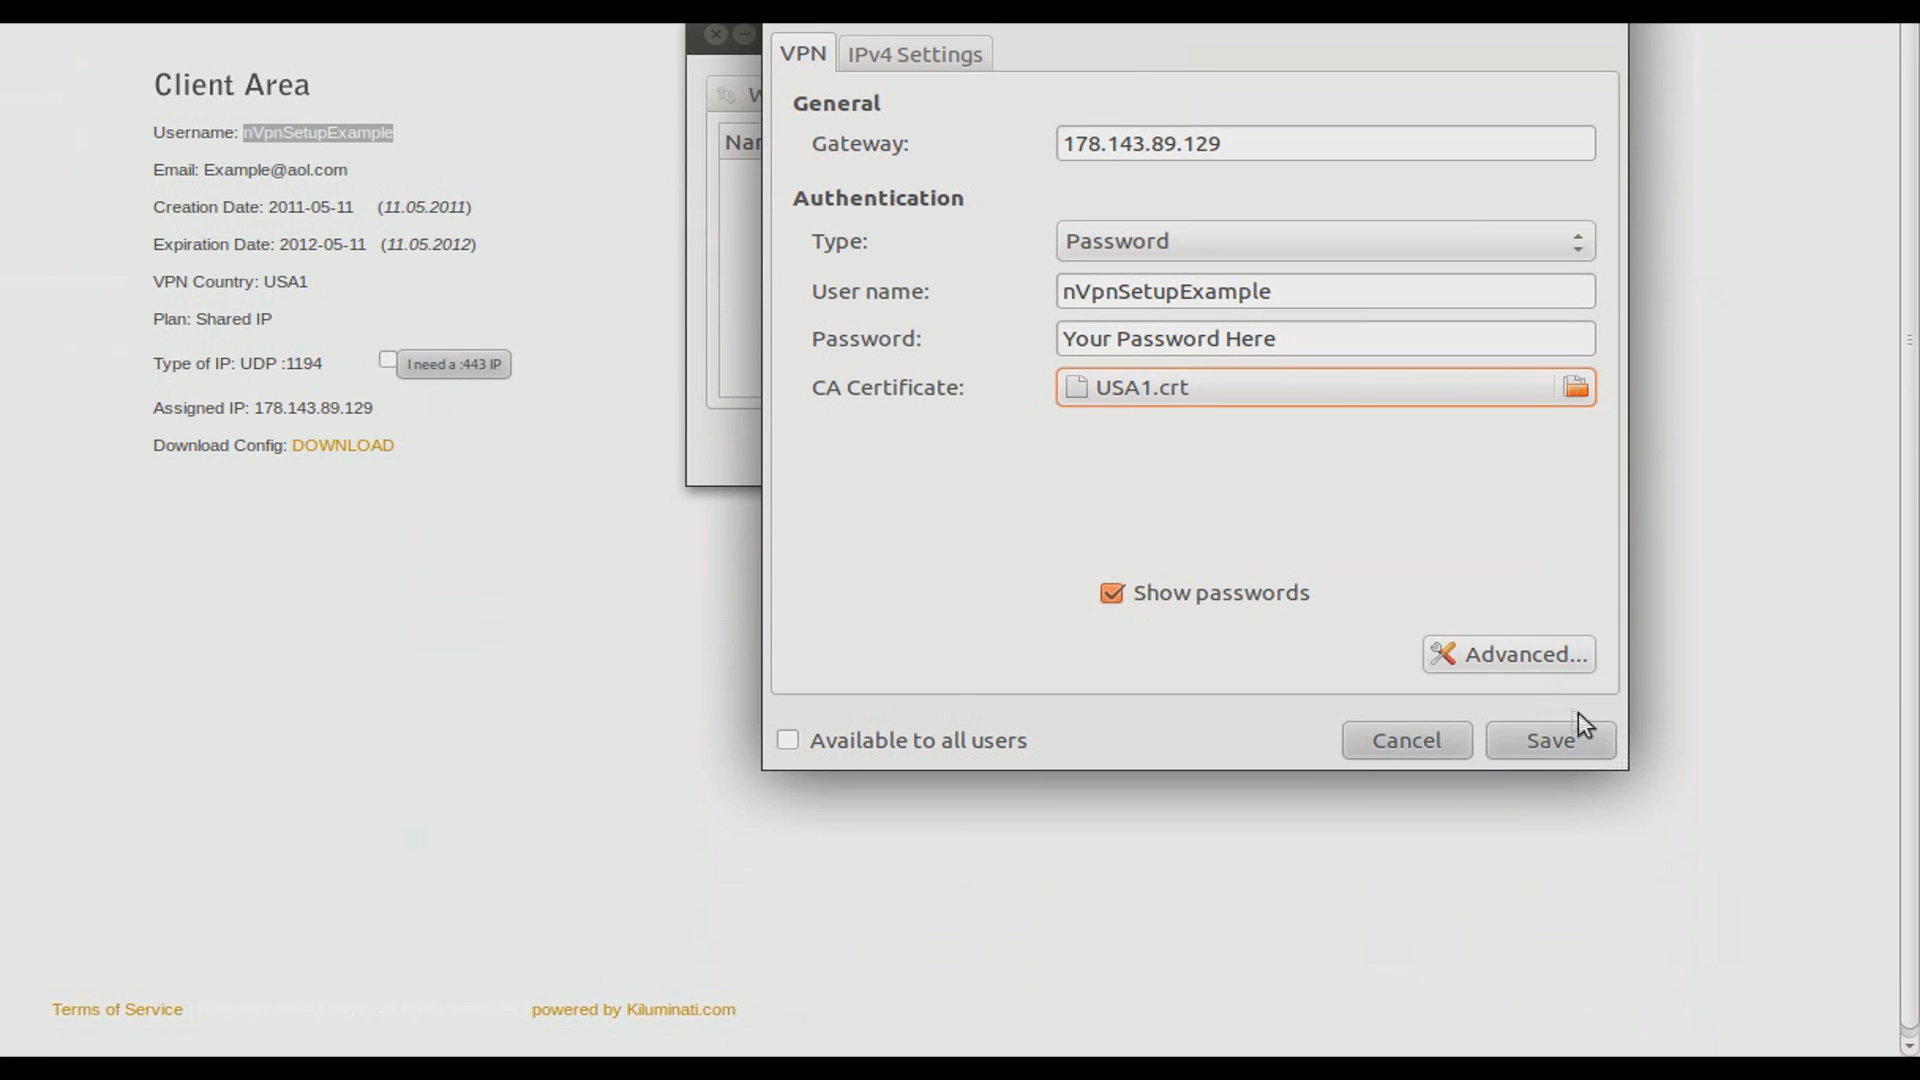 Client Area
Username: nVpnSetupExample
Email: Example@aol.com
Creation Date: 2011-05-11 (11.05.2011)
Expiration Date: 2012-05-11 (11.05.2012)
VPN Country: USA1
Plan: Shared IP
Type of IP: UDP :1194 I need a :443 IP
Assigned IP: 178.143.89.129
Download Config: DOWNLOAD
VPN IPv4 Settings
General
Gateway: 178.143.89.129
Authentication
Type: Password
User name: nVpnSetupExample
Password: Your Password Here
CA Certificate: USA1.crt
Show passwords
Advanced...
Available to all users Cancel Save
Terms of Service powered by Kiluminati.com